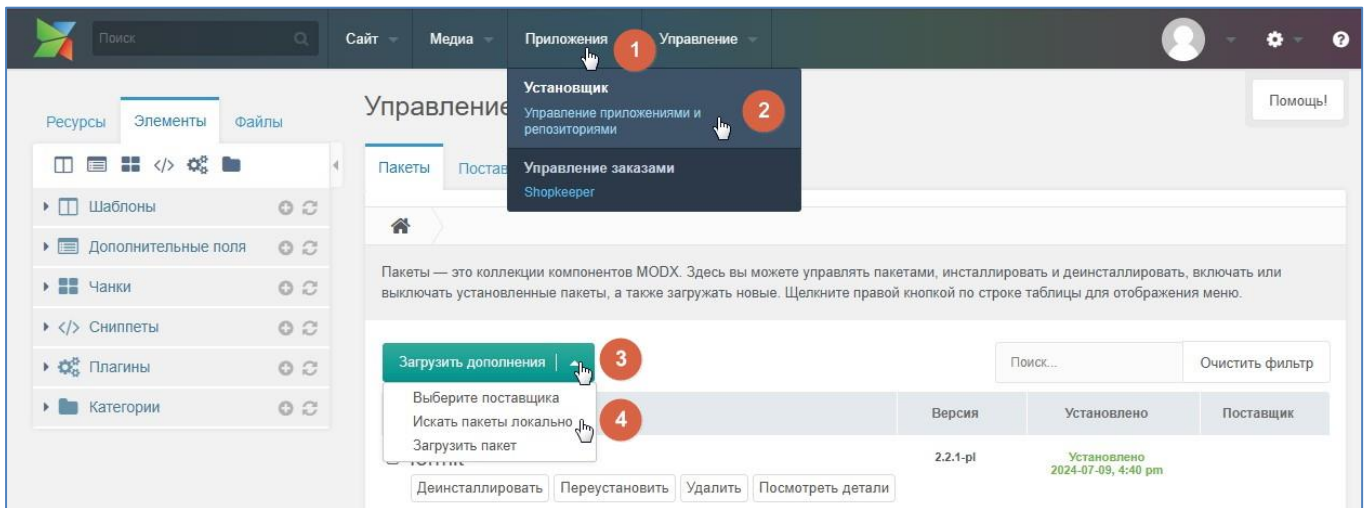 Поиск
Сайт
Медиа
Приложения
1
Управление
Установщик
Управление приложениями и
репозиториями
2
Управление заказами
Shopkeeper
Помощь!
Ресурсы
Элементы
Файлы
Управление
Пакеты
Постав
Шаблоны
Дополнительные поля
Чанки
Сниппеты
Плагины
Категории
Пакеты — это коллекции компонентов MODX. Здесь вы можете управлять пакетами, инсталлировать и деинсталлировать, включать или
выключать установленные пакеты, а также загружать новые. Щелкните правой кнопкой по строке таблицы для отображения меню.
Загрузить дополнения
3
Поиск...
Очистить фильтр
Выберите поставщика
Искать пакеты локально
4
Загрузить пакет
Версия
Установлено
Поставщик
2.2.1-pl
Установлено
2024-07-09, 4:40 pm
Деинсталлировать
Переустановить
Удалить
Посмотреть детали